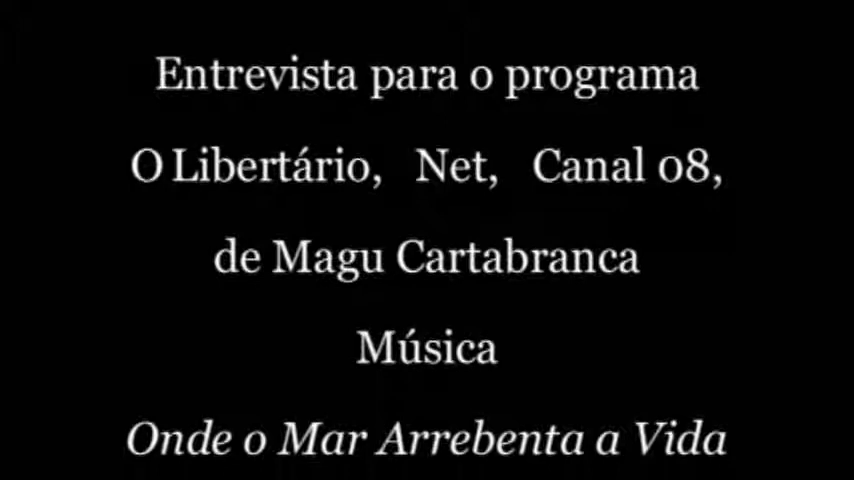 Entrevista para o programa
O Libertário, Net, Canal 08,
de Magu Cartabranca
Música
Onde o Mar Arrebenta a Vida